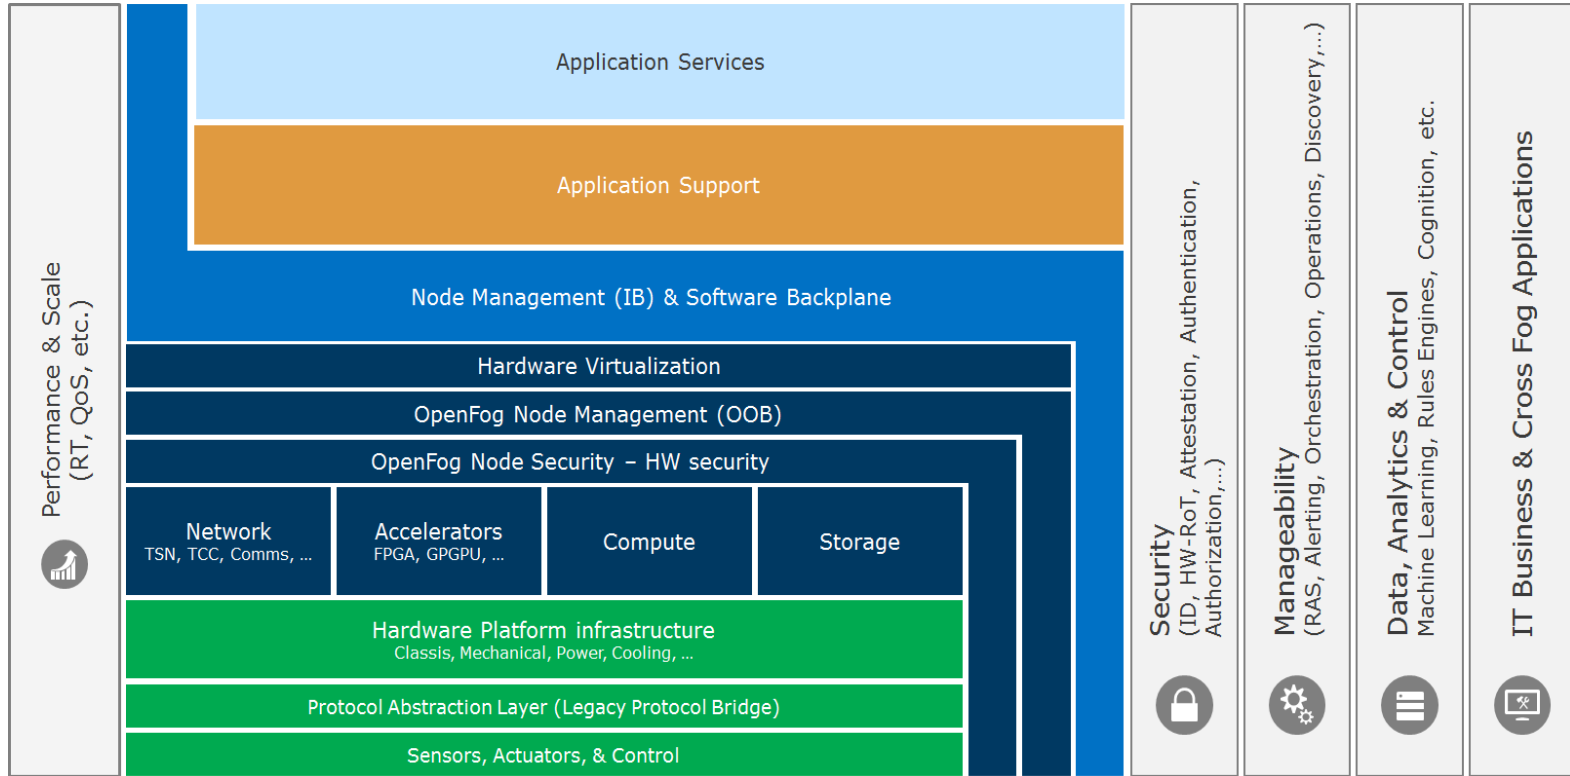 Performance & Scale
(RT, QoS, etc.)
Application Services
Application Support
Node Management (IB) & Software Backplane
Hardware Virtualization
OpenFog Node Management (OOB)
OpenFog Node Security – HW security
Network
TSN, TCC, Comms, ...
Accelerators
FPGA, GPGPU, ...
Compute
Storage
Hardware Platform infrastructure
Classis, Mechanical, Power, Cooling, ...
Protocol Abstraction Layer (Legacy Protocol Bridge)
Sensors, Actuators, & Control
Security
(ID, HW-RoT, Attestation, Authentication,
Authorization,...)
Manageability
(RAS, Alerting, Orchestration, Operations, Discovery,...)
Data, Analytics & Control
Machine Learning, Rules Engines, Cognition, etc.
IT Business & Cross Fog Applications